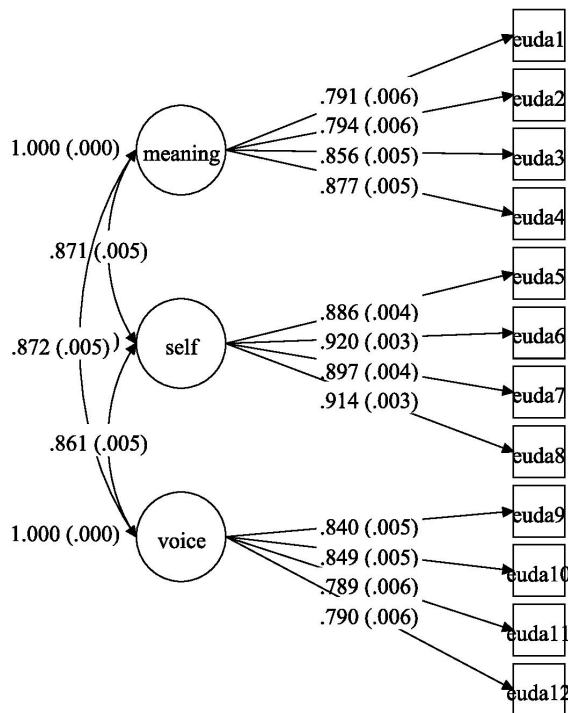 euda1
.791 (.006)
euda2
.794 (.006)
1.000 (.000)
meaning
.856 (.005)
euda3
.877 (.005)
euda4
.871 (.005)
euda5
.886 (.004)
.920 (.003)
euda6
.872 (.005)
)
self
.897 (.004)
euda7
.914 (.003)
.861 (.005)
euda8
1.000 (.000)
voice
.840 (.005)
euda9
.849 (.005)
euda10
.789 (.006)
.790 (.006)
euda11
euda12